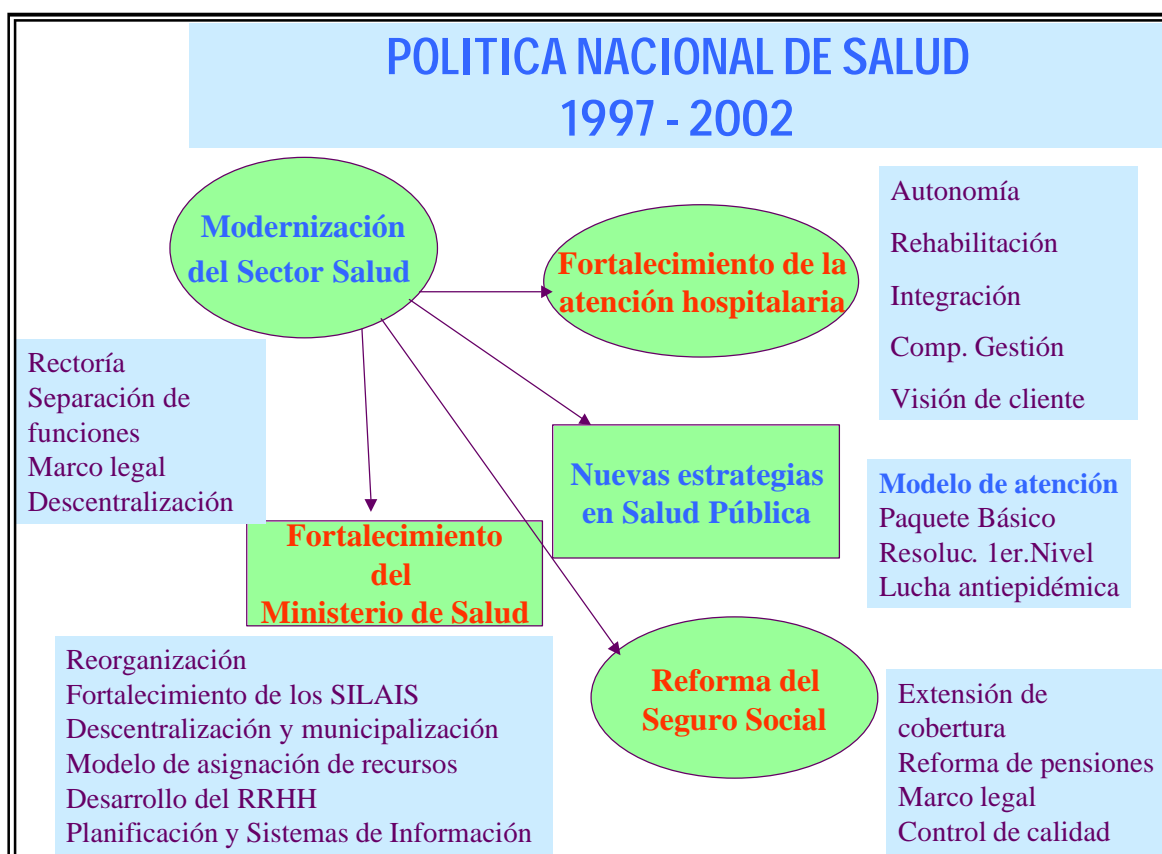 POLITICA NACIONAL DE SALUD
1997 - 2002
Modernización
del Sector Salud
Rectoría
Separación de
funciones
Marco legal
Descentralización
Fortalecimiento de la
atención hospitalaria
Autonomía
Rehabilitación
Integración
Comp. Gestión
Visión de cliente
Nuevas estrategias
en Salud Pública
Modelo de atención
Paquete Básico
Resoluc. 1er.Nivel
Lucha antiepidémica
Fortalecimiento
del
Ministerio de Salud
Reorganización
Fortalecimiento de los SILAIS
Descentralización y municipalización
Modelo de asignación de recursos
Desarrollo del RRHH
Planificación y Sistemas de Información
Reforma del
Seguro Social
Extensión de
cobertura
Reforma de pensiones
Marco legal
Control de calidad